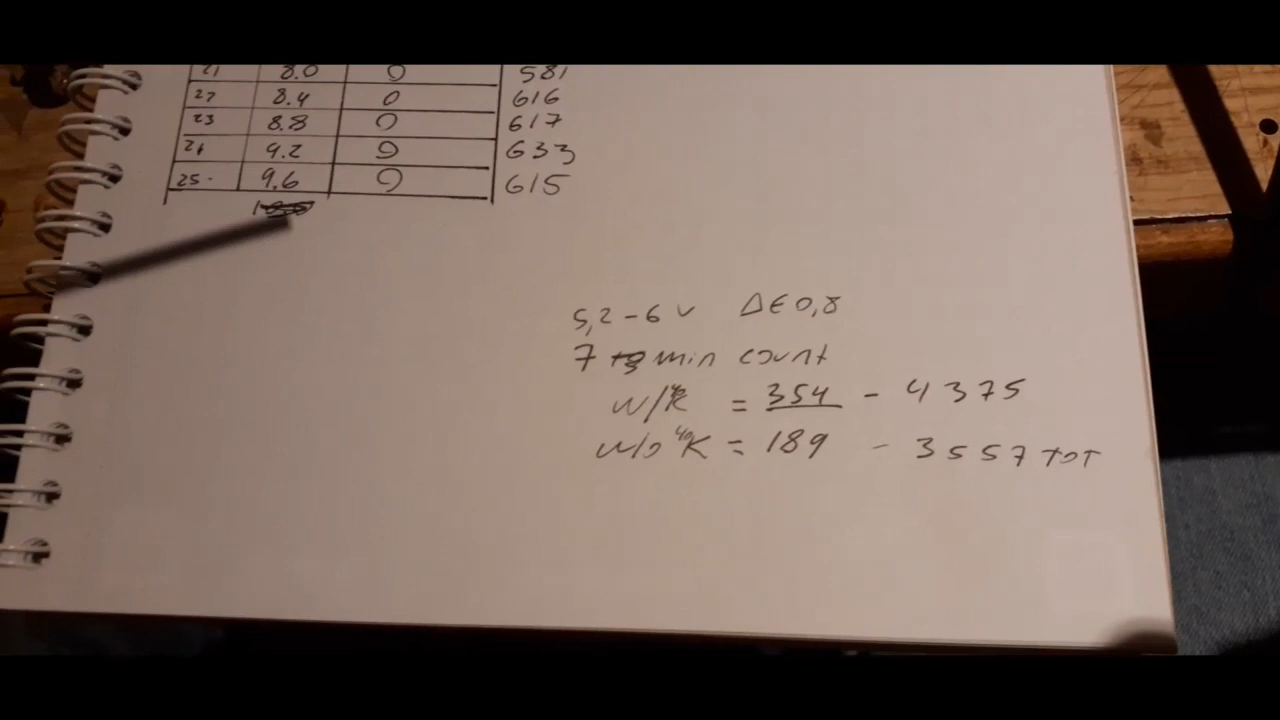 21 8.0 0 581
22 8.4 0 616
23 8.8 0 617
24 9.2 0 633
25. 9.6 0 615
5,2-6 V ΔE 0,8
7 min count
w/⁴⁰K = 354 - 4375
w/o ⁴⁰K = 189 - 3557 TOT